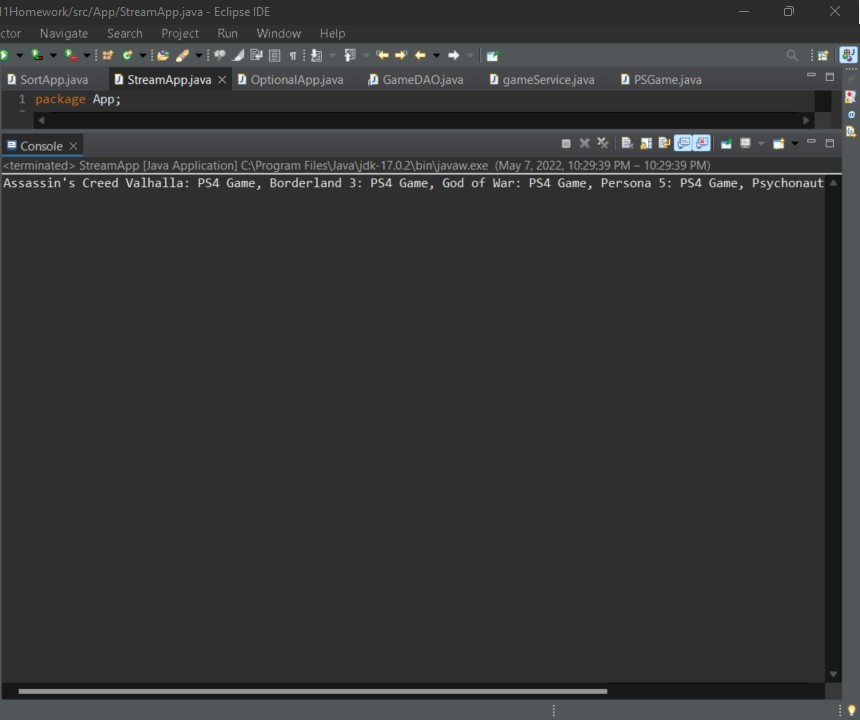 11Homework/src/App/StreamApp.java - Eclipse IDE
ctor Navigate Search Project Run Window Help
SortApp.java StreamApp.java OptionalApp.java GameDAO.java gameService.java PSGame.java
1 package App;
Console
<terminated> StreamApp [Java Application] C:\Program Files\Java\jdk-17.0.2\bin\javaw.exe (May 7, 2022, 10:29:39 PM – 10:29:39 PM)
Assassin's Creed Valhalla: PS4 Game, Borderland 3: PS4 Game, God of War: PS4 Game, Persona 5: PS4 Game, Psychonaut